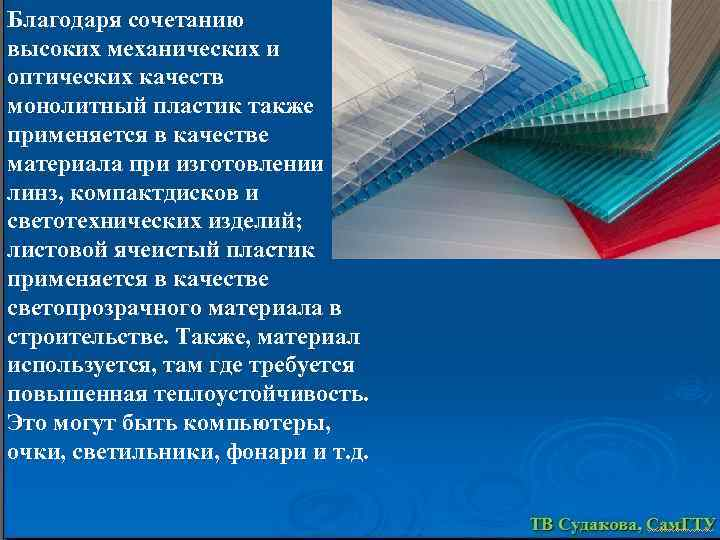 Благодаря сочетанию
высоких механических и
оптических качеств
монолитный пластик также
применяется в качестве
материала при изготовлении
линз, компактдисков и
светотехнических изделий;
листовой ячеистый пластик
применяется в качестве
светопрозрачного материала в
строительстве. Также, материал
используется, там где требуется
повышенная теплоустойчивость.
Это могут быть компьютеры,
очки, светильники, фонари и т.д.
ТВ Судакова, Сам.ГТУ